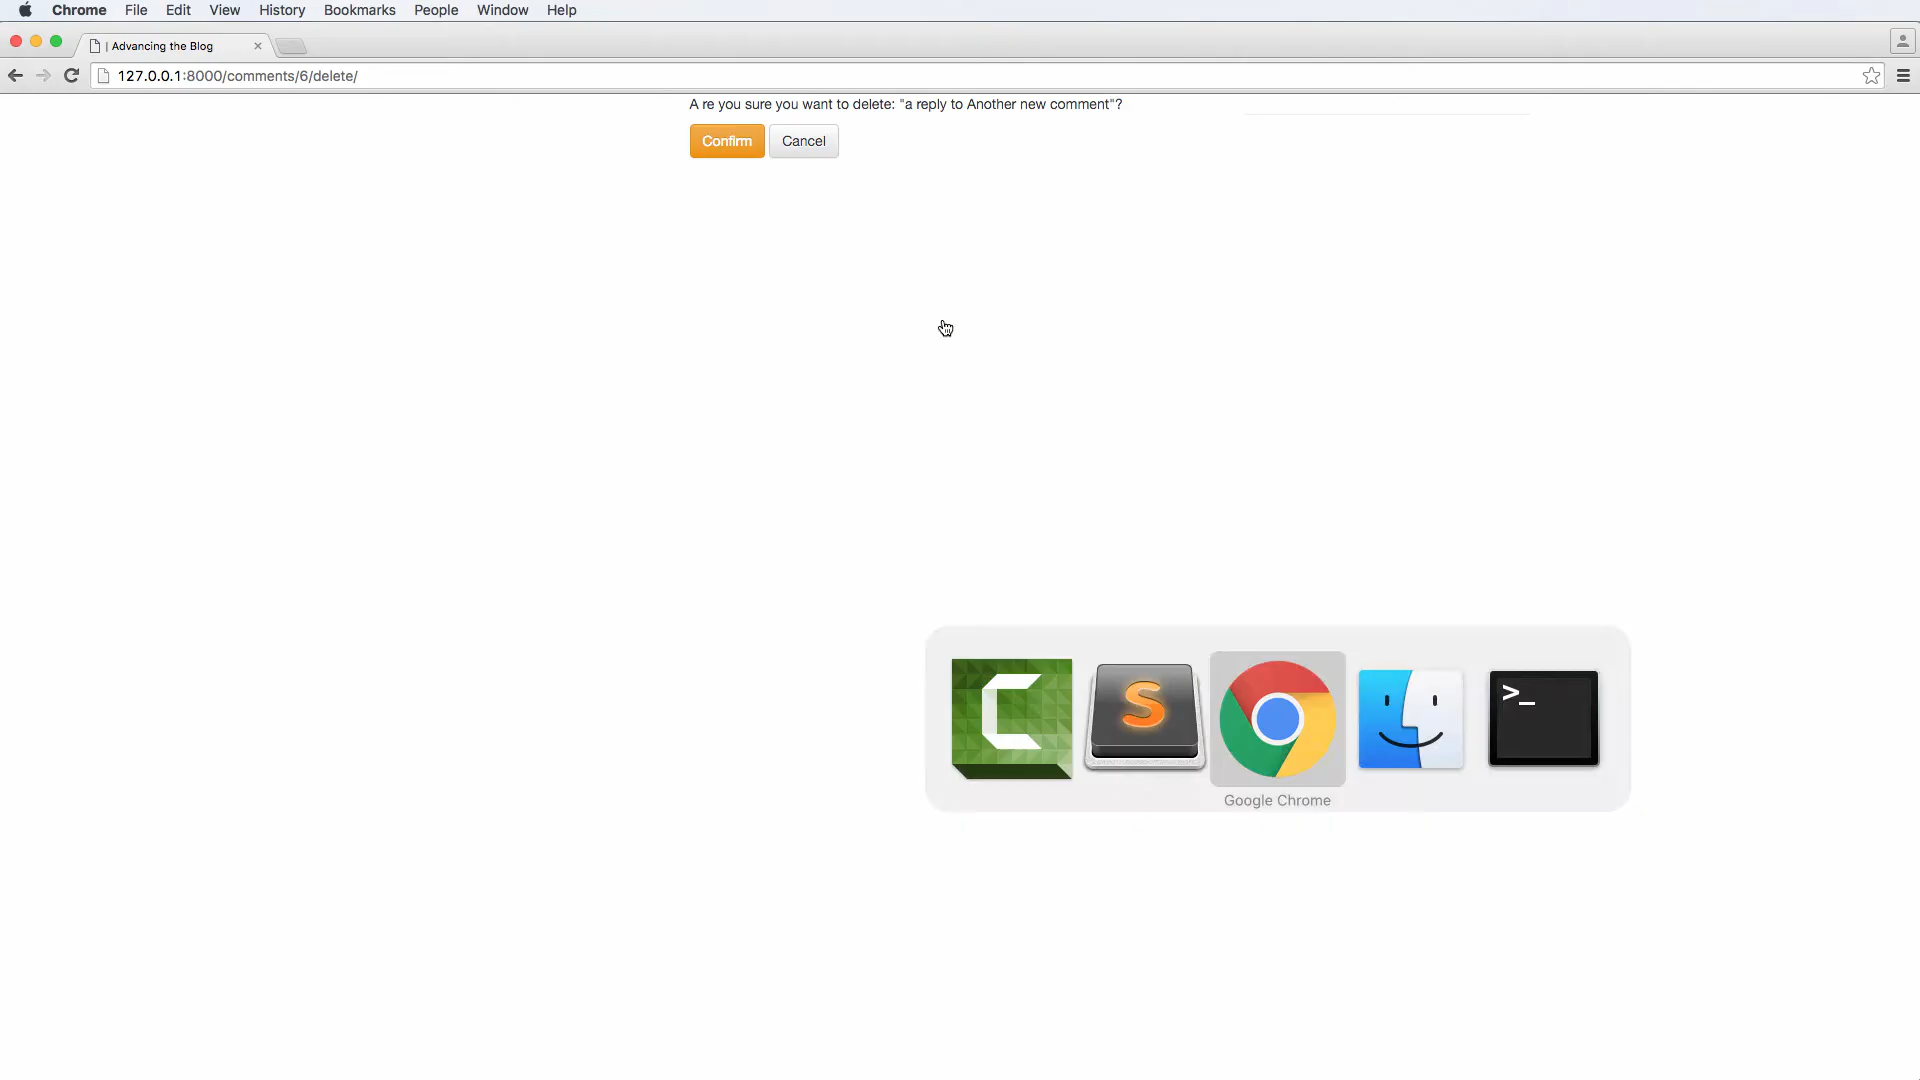 Chrome File Edit View History Bookmarks People Window Help
| Advancing the Blog
127.0.0.1:8000/comments/6/delete/
A re you sure you want to delete: "a reply to Another new comment"?
Confirm Cancel
S
>_
Google Chrome